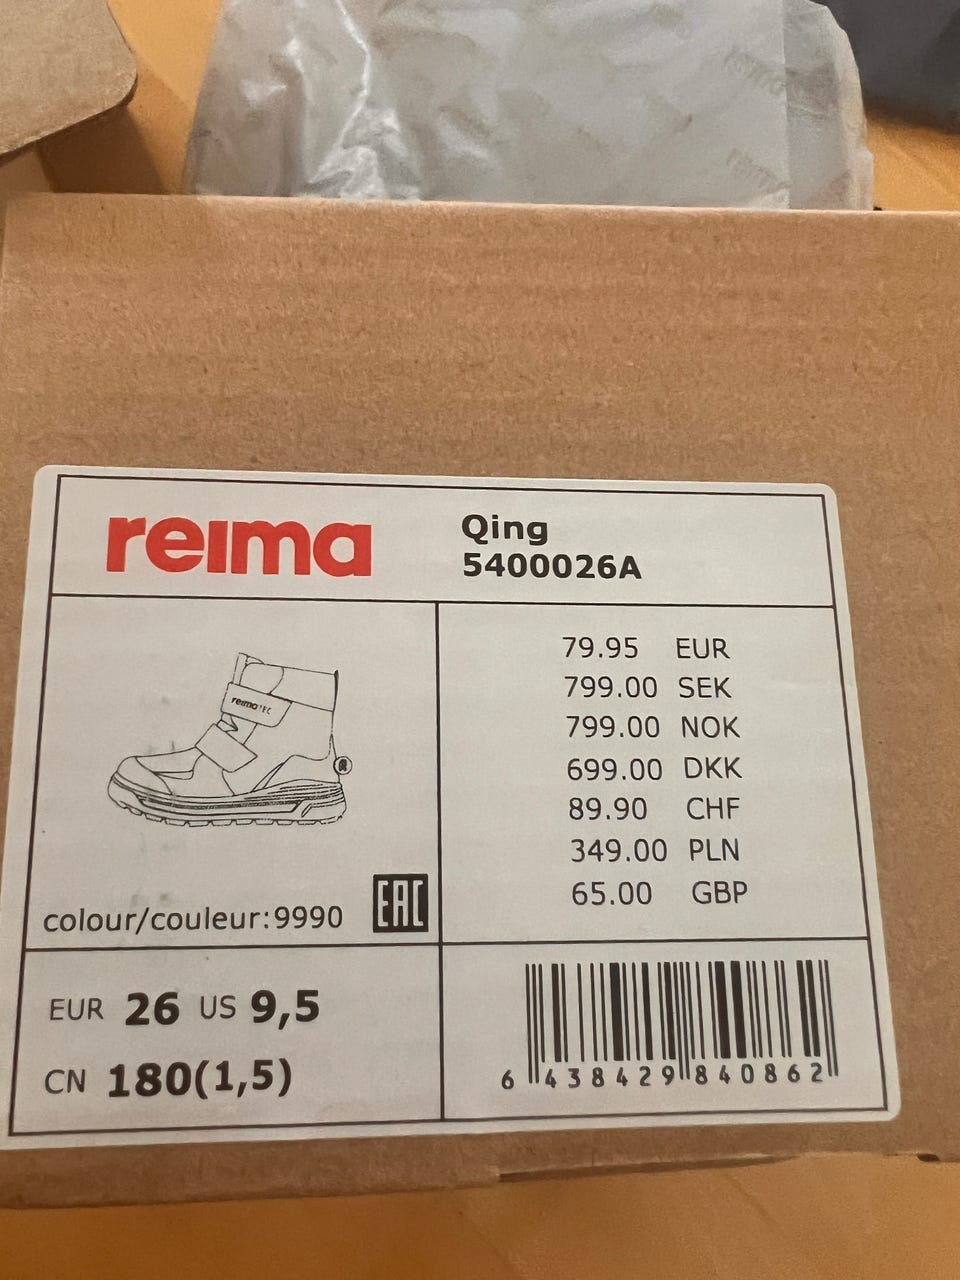 reima
Qing
5400026A
reimaTEC
R
colour/couleur:9990
EAC
79.95 EUR
799.00 SEK
799.00 NOK
699.00 DKK
89.90 CHF
349.00 PLN
65.00 GBP
EUR 26 US 9,5
CN 180(1,5)
6 438429 840862